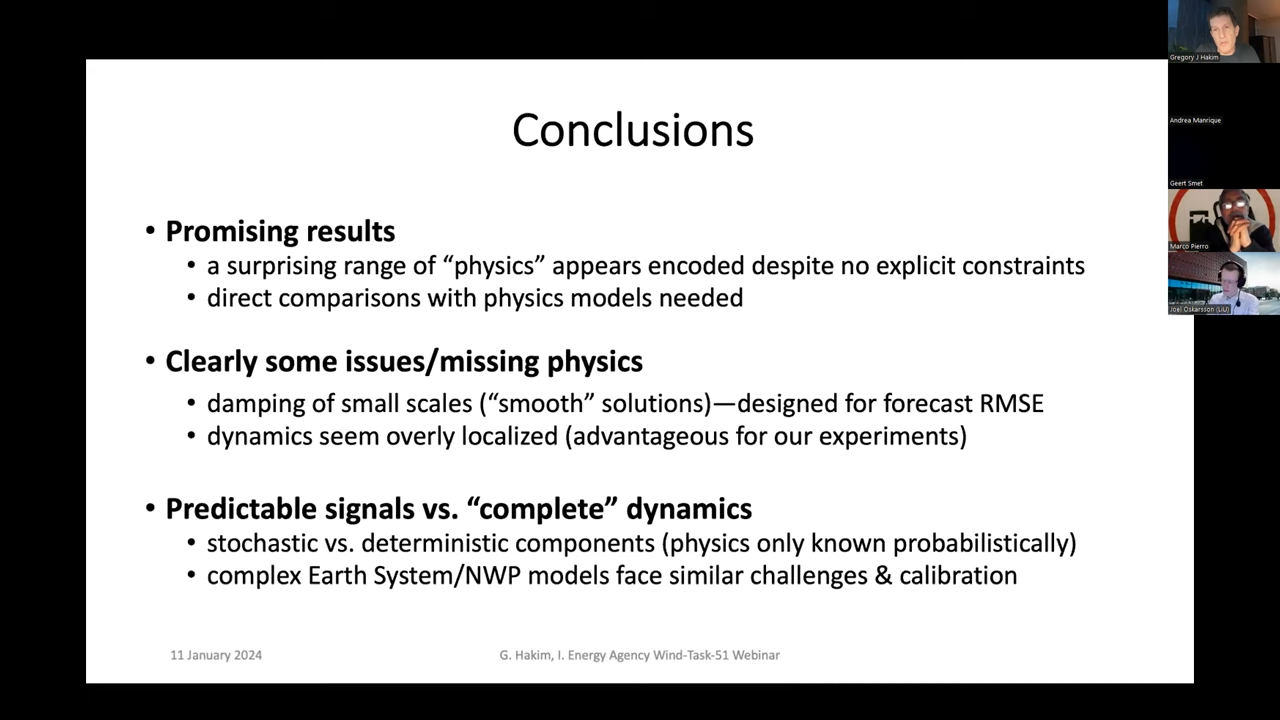 Conclusions
• Promising results
• a surprising range of “physics” appears encoded despite no explicit constraints
• direct comparisons with physics models needed
• Clearly some issues/missing physics
• damping of small scales (“smooth” solutions)—designed for forecast RMSE
• dynamics seem overly localized (advantageous for our experiments)
• Predictable signals vs. “complete” dynamics
• stochastic vs. deterministic components (physics only known probabilistically)
• complex Earth System/NWP models face similar challenges & calibration
11 January 2024
G. Hakim, I. Energy Agency Wind-Task-51 Webinar
Gregory J Hakim
Andrea Manrique
Geert Smet
Marco Pierro
Joel Oskarsson (LiU)